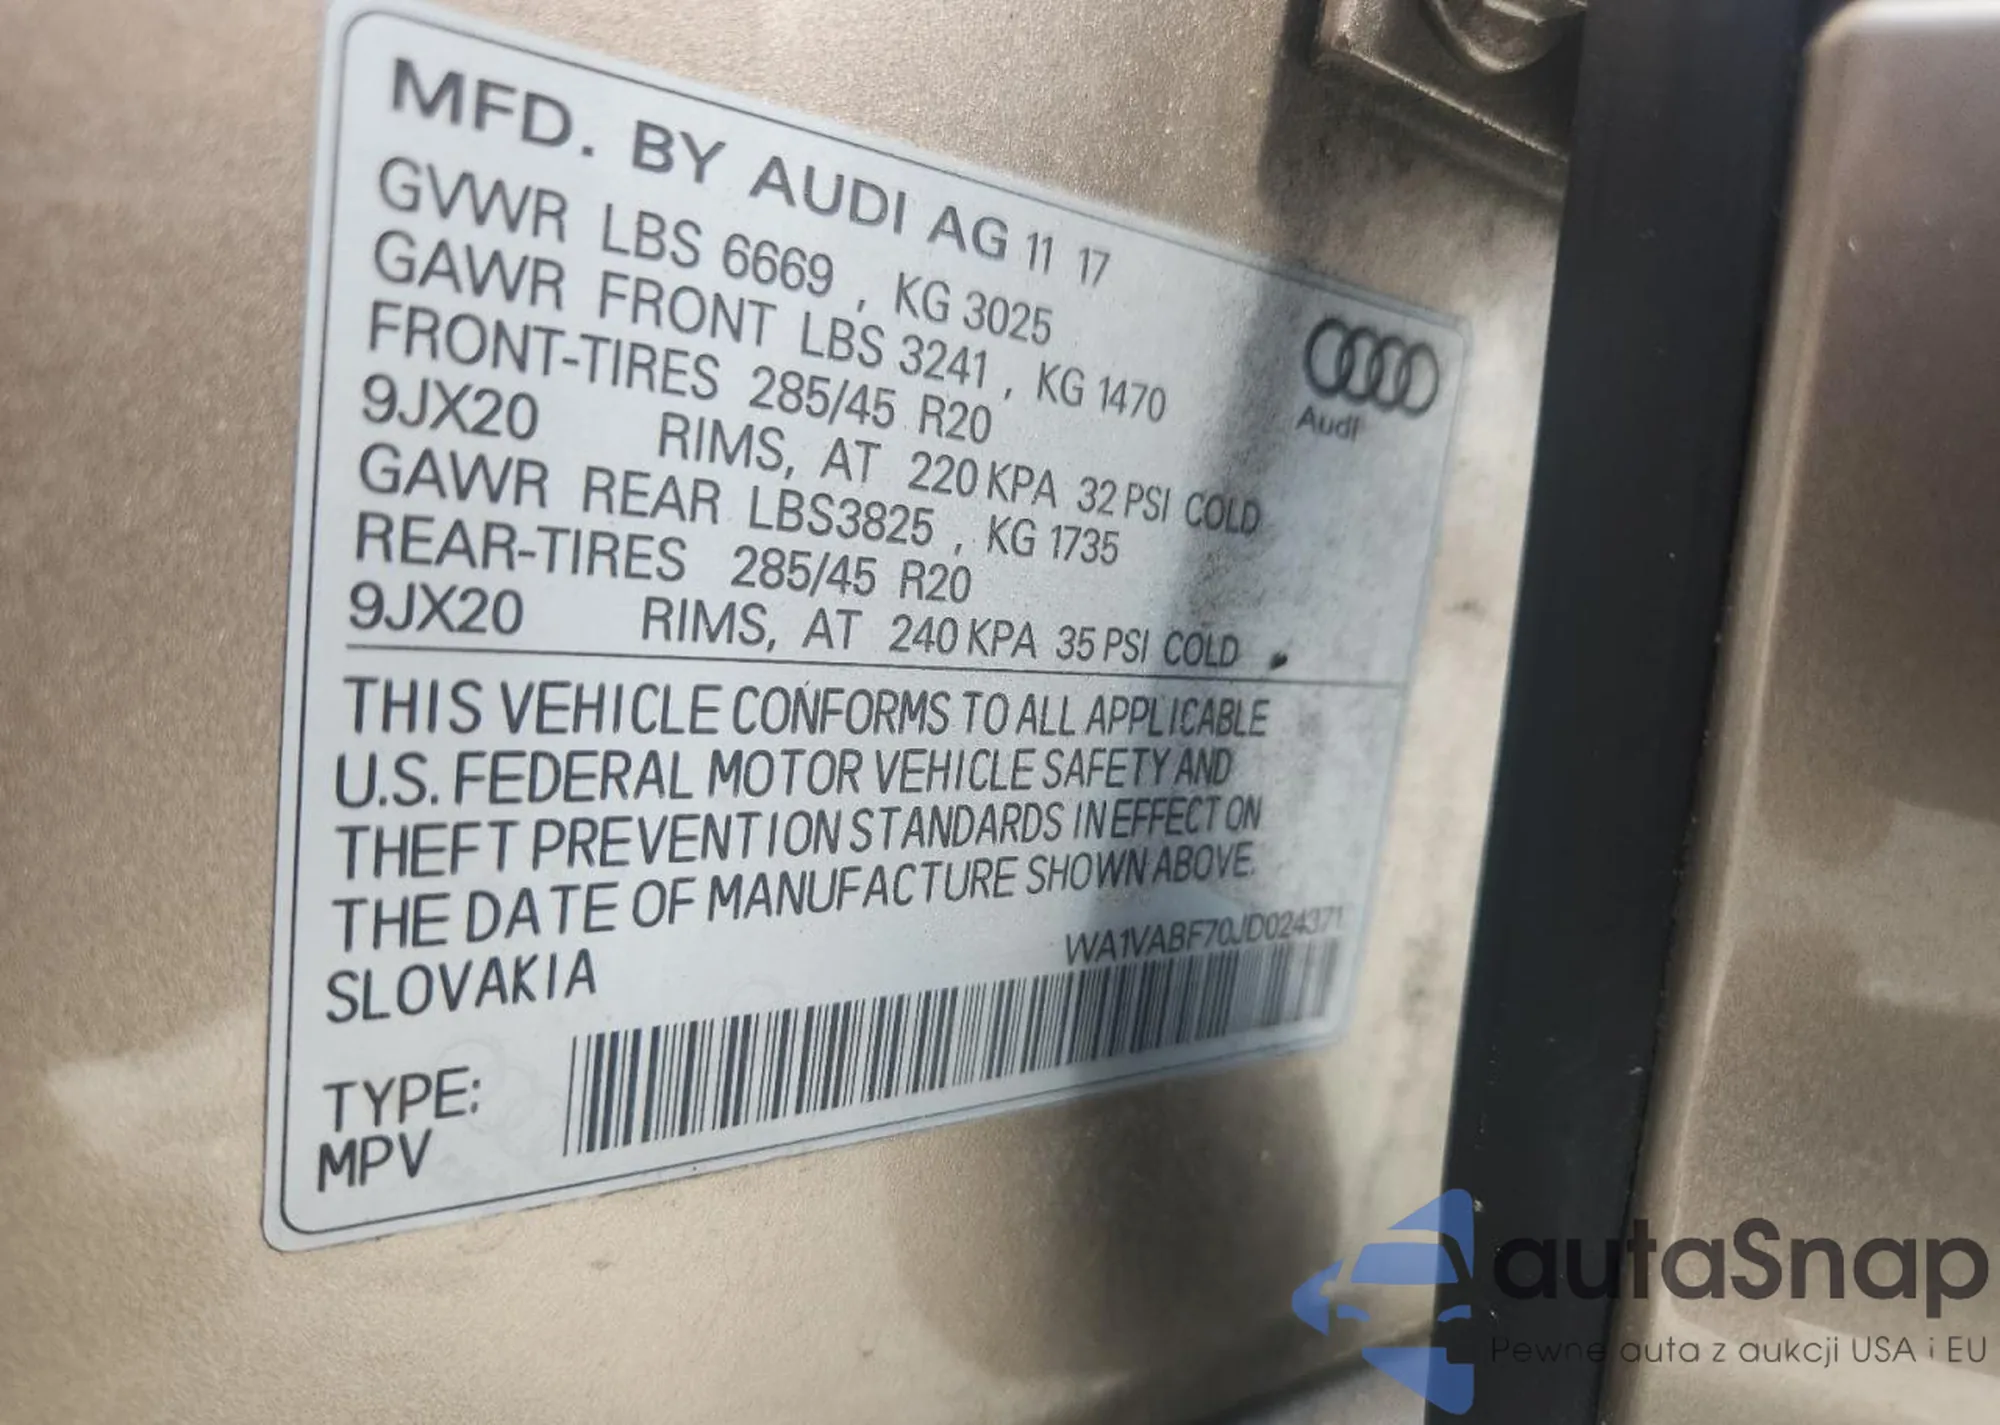 MFD. BY AUDI AG 11 17
GVWR LBS 6669 , KG 3025
GAWR FRONT LBS 3241 , KG 1470
FRONT-TIRES 285/45 R20
9JX20 RIMS, AT 220 KPA 32 PSI COLD
GAWR REAR LBS3825 , KG 1735
REAR-TIRES 285/45 R20
9JX20 RIMS, AT 240 KPA 35 PSI COLD
Audi
THIS VEHICLE CONFORMS TO ALL APPLICABLE
U.S. FEDERAL MOTOR VEHICLE SAFETY AND
THEFT PREVENTION STANDARDS IN EFFECT ON
THE DATE OF MANUFACTURE SHOWN ABOVE.
WA1VABF70JD024371
SLOVAKIA
TYPE:
MPV
autaSnap
Pewne auta z aukcji USA i EU